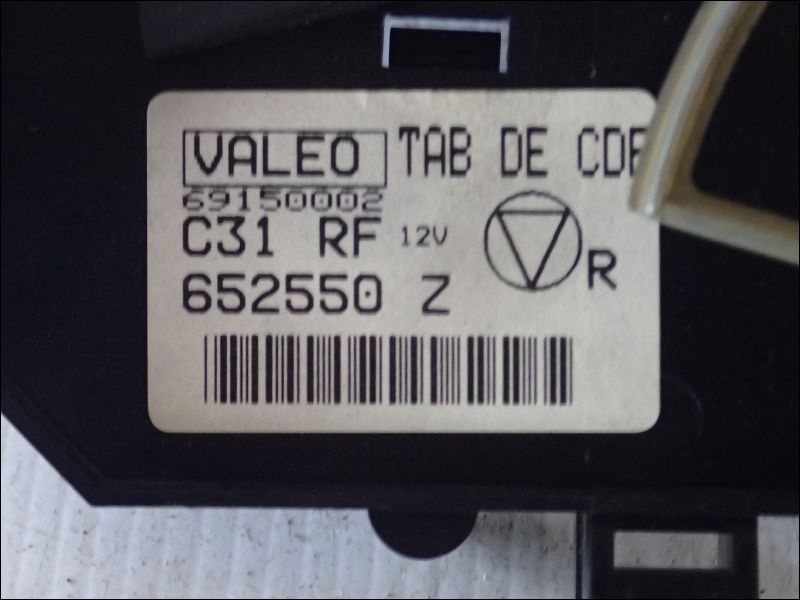 VALEO TAB DE CDE
69150002
C31 RF 12V
R
652550 Z